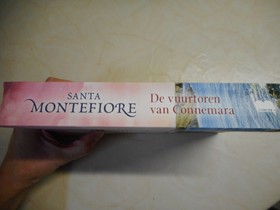 SANTA
MONTEFIORE
De vuurtoren
van Connemara